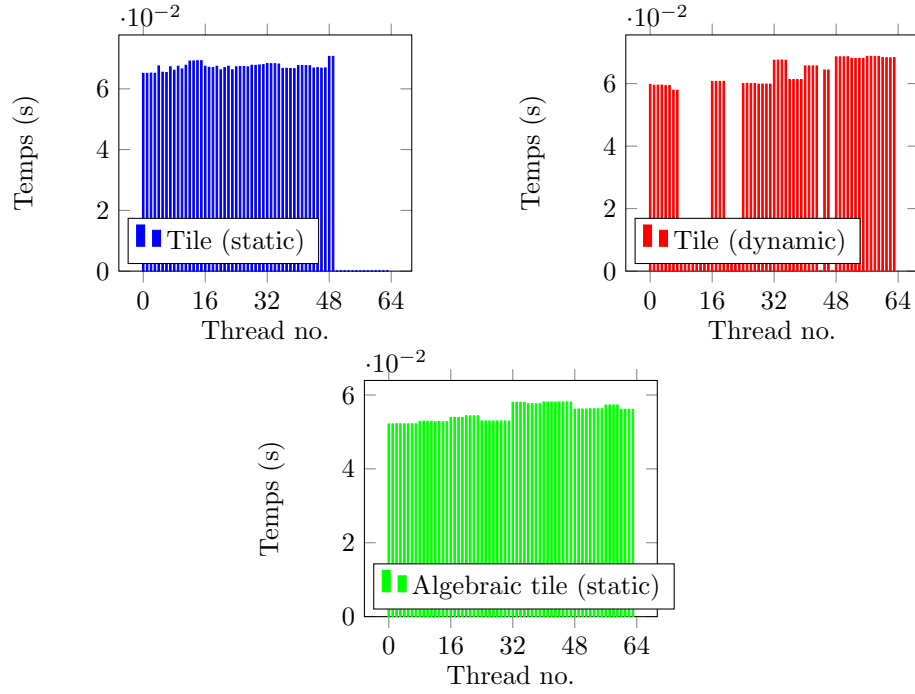 ·10−2
6
4
2
0
Temps (s)
Tile (static)
0 16 32 48 64
Thread no.
·10−2
6
4
2
0
Temps (s)
Tile (dynamic)
0 16 32 48 64
Thread no.
·10−2
6
4
2
0
Temps (s)
Algebraic tile (static)
0 16 32 48 64
Thread no.